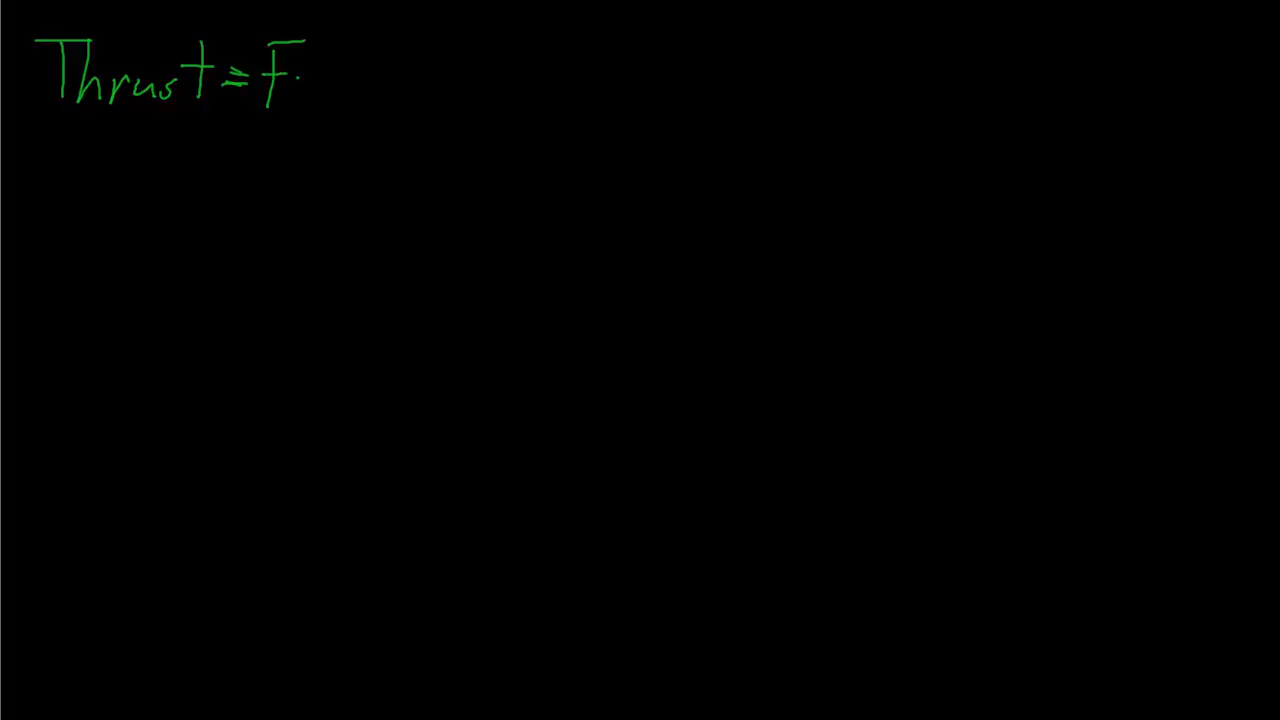 Thrust = F.